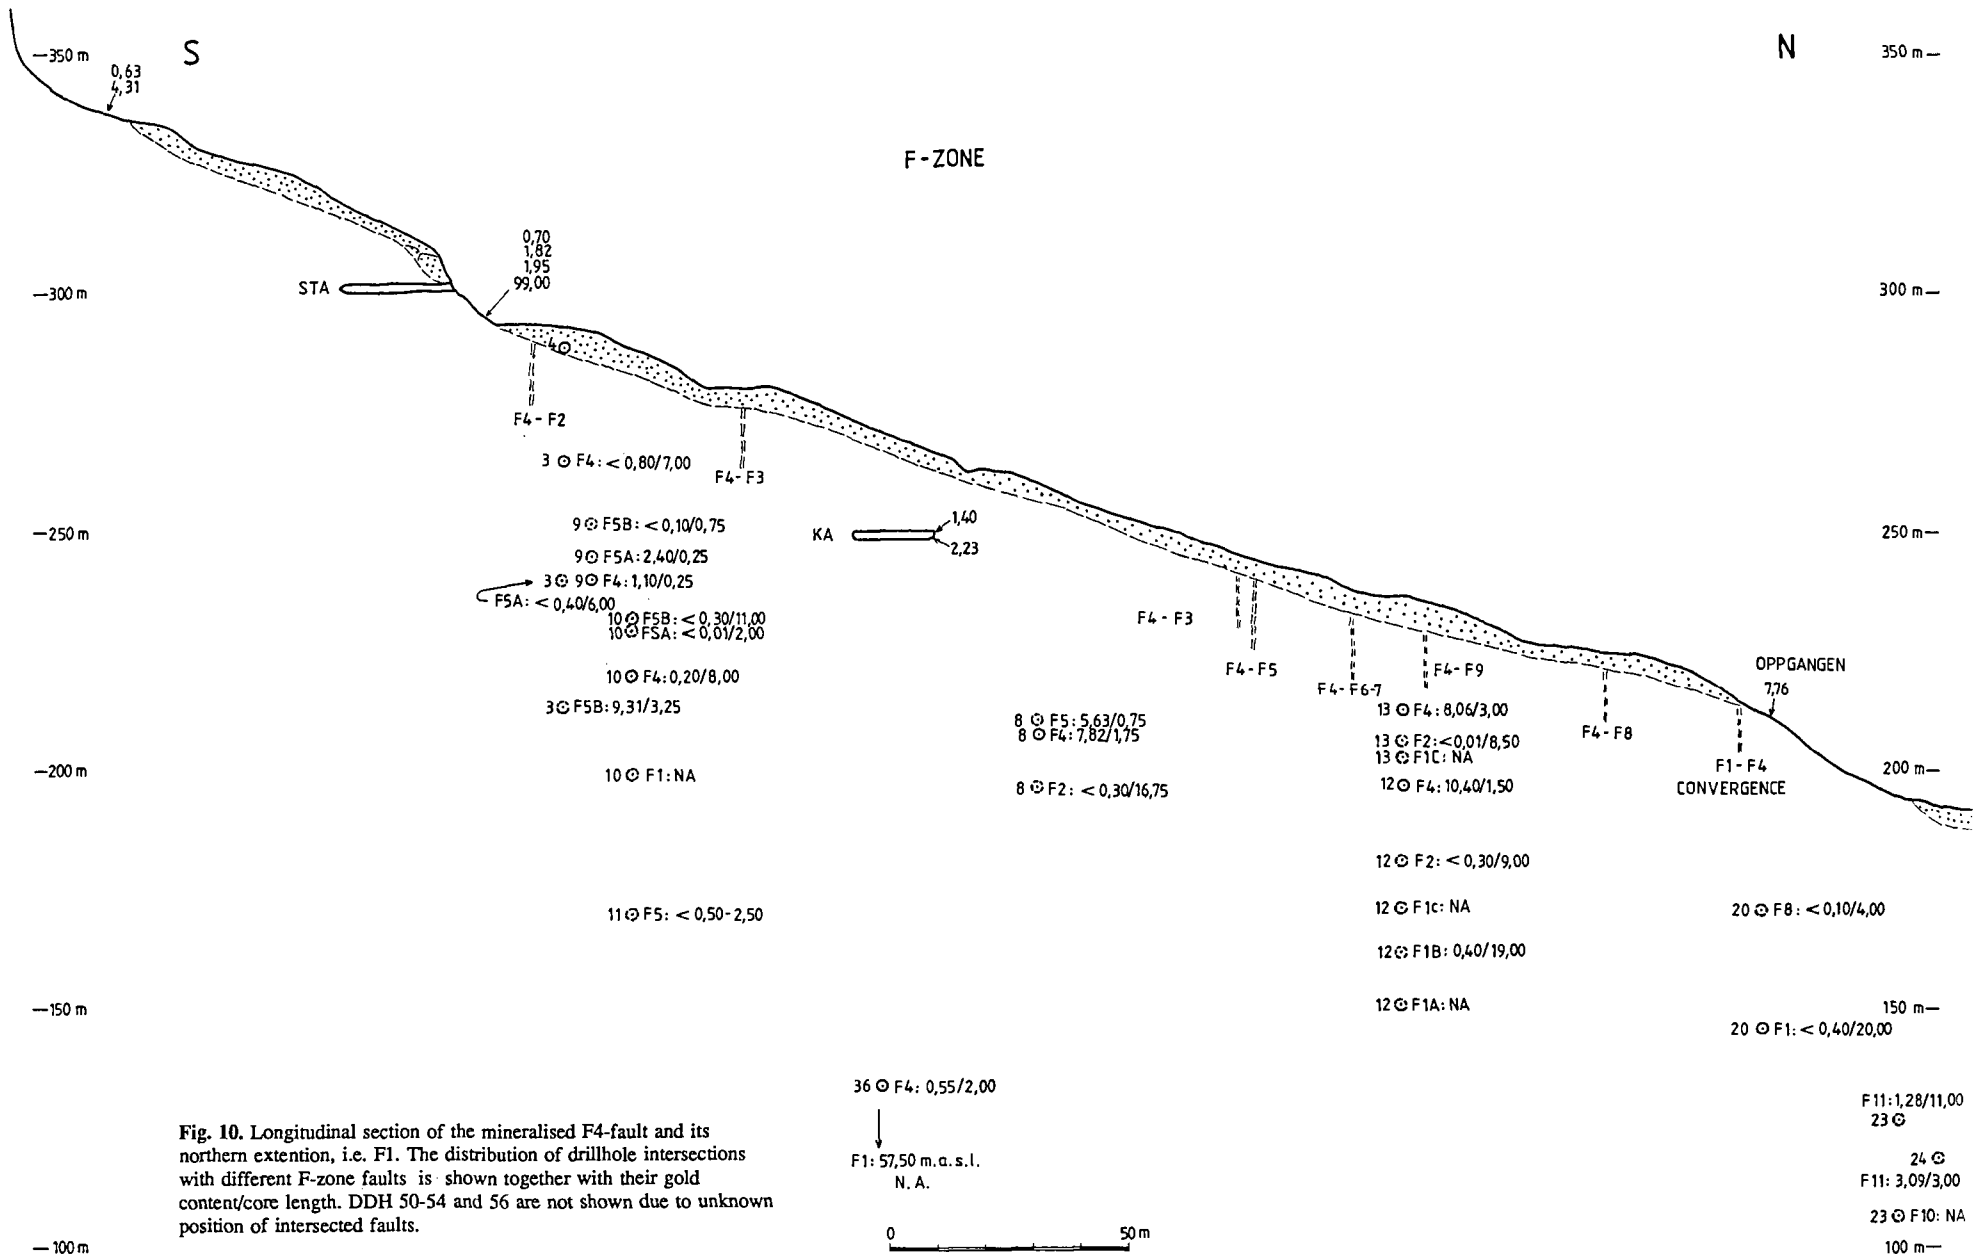 S
N
—350 m
350 m—
0,63
4,31
F-ZONE
0,70
1,82
1,95
99,00
STA
—300 m
300 m—
4
F4-F2
3 F4: <0,80/7,00
F4-F3
9 F5B: <0,10/0,75
—250 m
KA
1,40
2,23
250 m—
9 F5A: 2,40/0,25
3 9 F4: 1,10/0,25
F5A: <0,40/6,00
10 F5B: <0,30/11,00
10 F5A: <0,01/2,00
F4-F3
F4-F5
F4-F6-7
F4-F9
OPPGANGEN
7,76
10 F4: 0,20/8,00
3 F5B: 9,31/3,25
8 F5: 5,63/0,75
8 F4: 7,82/1,75
13 F4: 8,06/3,00
F4-F8
13 F2: <0,01/8,50
13 F1C: NA
F1-F4
CONVERGENCE
—200 m
200 m—
10 F1: NA
8 F2: <0,30/16,75
12 F4: 10,40/1,50
12 F2: <0,30/9,00
11 F5: <0,50-2,50
12 F1C: NA
20 F8: <0,10/4,00
12 F1B: 0,40/19,00
—150 m
12 F1A: NA
150 m—
20 F1: <0,40/20,00
36 F4: 0,55/2,00
F1: 57,50 m.a.s.l.
N.A.
F11: 1,28/11,00
23
24
F11: 3,09/3,00
23 F10: NA
Fig. 10. Longitudinal section of the mineralised F4-fault and its
northern extention, i.e. F1. The distribution of drillhole intersections
with different F-zone faults is shown together with their gold
content/core length. DDH 50-54 and 56 are not shown due to unknown
position of intersected faults.
0
50 m
—100 m
100 m—